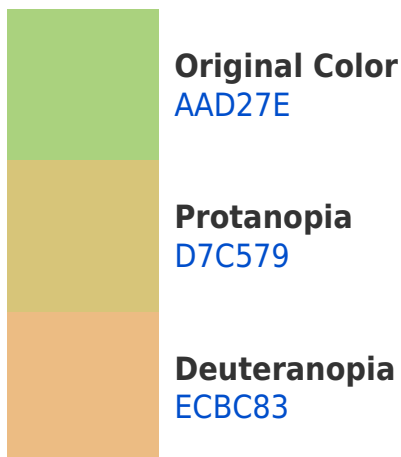 Original Color
AAD27E
Protanopia
D7C579
Deuteranopia
ECBC83